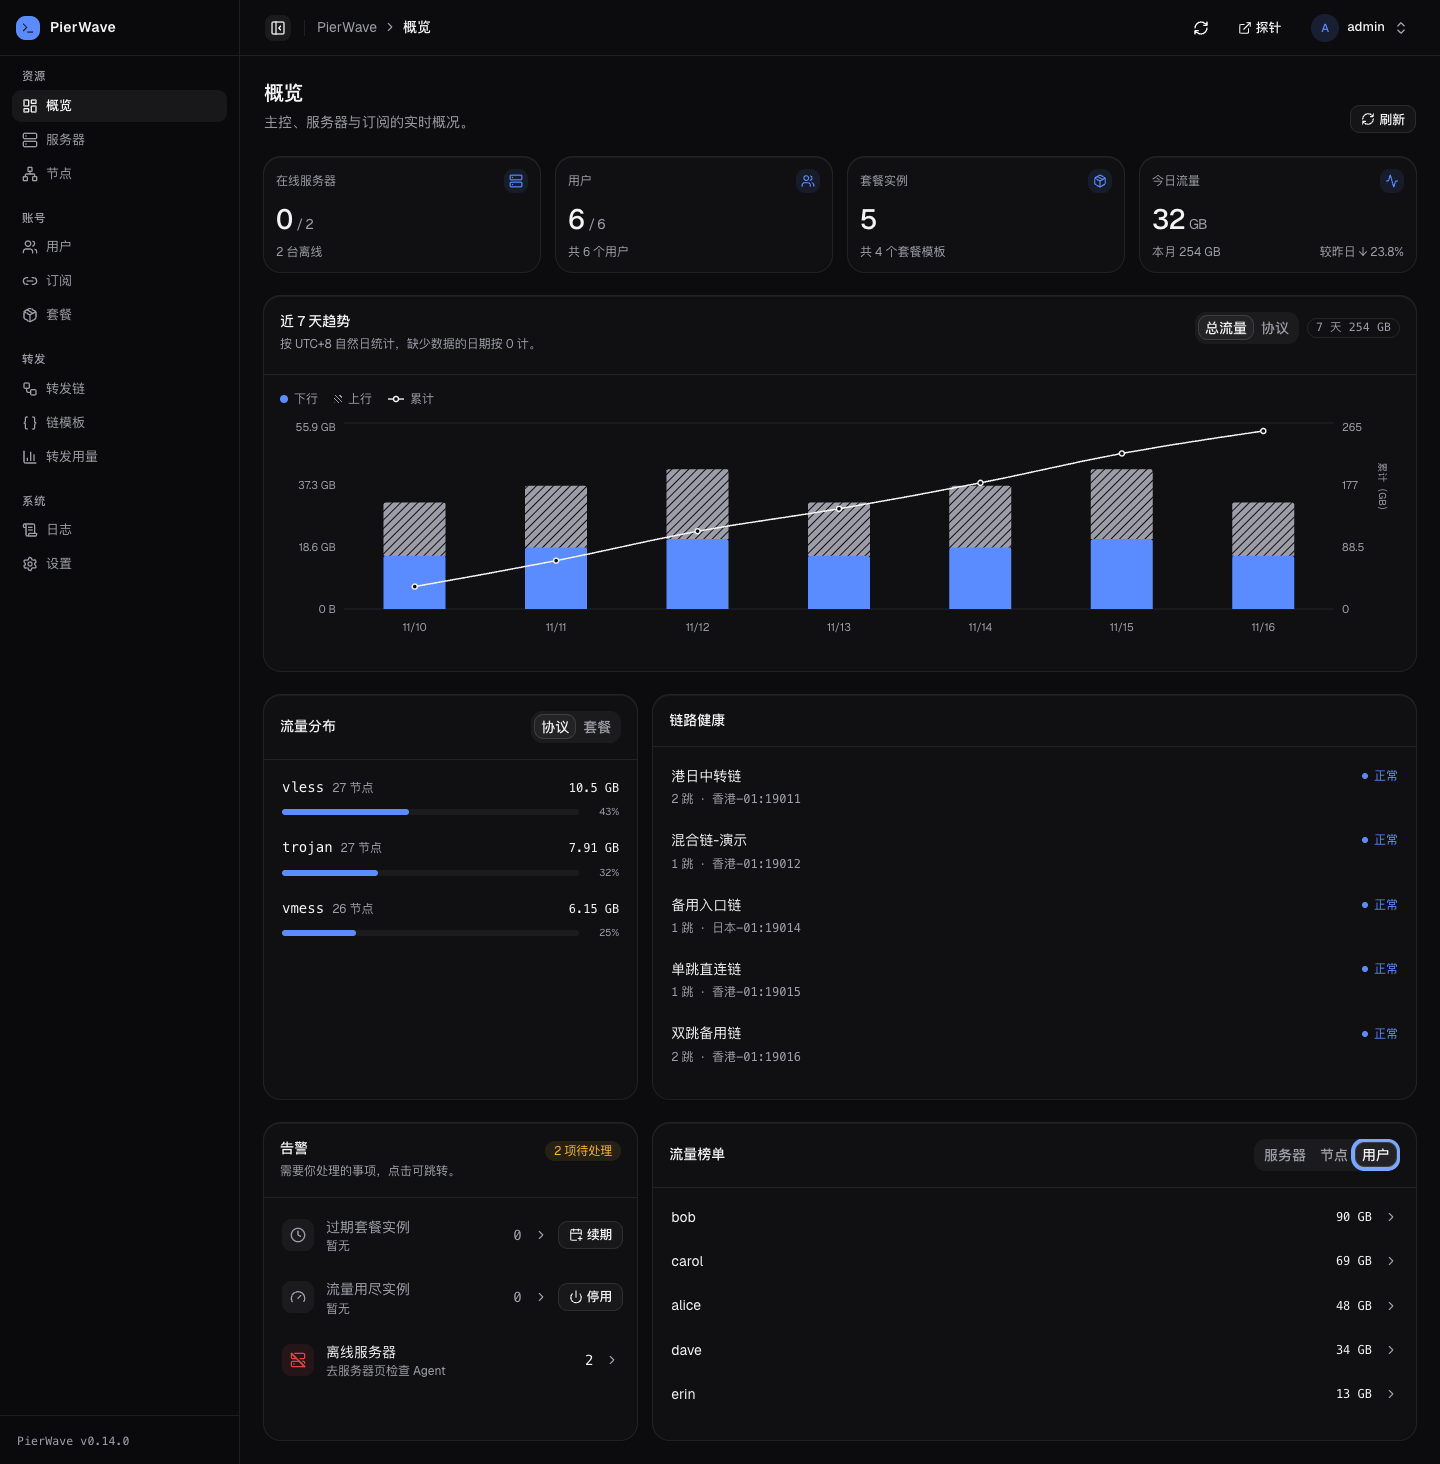 PierWave
PierWave > 概览
探针
A admin
资源
概览
服务器
节点
账号
用户
订阅
套餐
转发
转发链
链模板
转发用量
系统
日志
设置
PierWave v0.14.0
概览
主控、服务器与订阅的实时概况。
刷新
在线服务器
0 / 2
2 台离线
用户
6 / 6
共 6 个用户
套餐实例
5
共 4 个套餐模板
今日流量
32 GB
本月 254 GB
较昨日 ↓ 23.8%
近 7 天趋势
按 UTC+8 自然日统计，缺少数据的日期按 0 计。
总流量 协议
7 天 254 GB
下行 上行 累计
55.9 GB
37.3 GB
18.6 GB
0 B
265
177
88.5
0
累计 (GB)
11/10 11/11 11/12 11/13 11/14 11/15 11/16
流量分布
协议 套餐
vless 27 节点 10.5 GB
43%
trojan 27 节点 7.91 GB
32%
vmess 26 节点 6.15 GB
25%
链路健康
港日中转链 正常
2 跳 · 香港-01:19011
混合链-演示 正常
1 跳 · 香港-01:19012
备用入口链 正常
1 跳 · 日本-01:19014
单跳直连链 正常
1 跳 · 香港-01:19015
双跳备用链 正常
2 跳 · 香港-01:19016
告警
需要你处理的事项，点击可跳转。
2 项待处理
过期套餐实例
暂无
0 > 续期
流量用尽实例
暂无
0 > 停用
离线服务器
去服务器页检查 Agent
2 >
流量榜单
服务器 节点 用户
bob 90 GB >
carol 69 GB >
alice 48 GB >
dave 34 GB >
erin 13 GB >